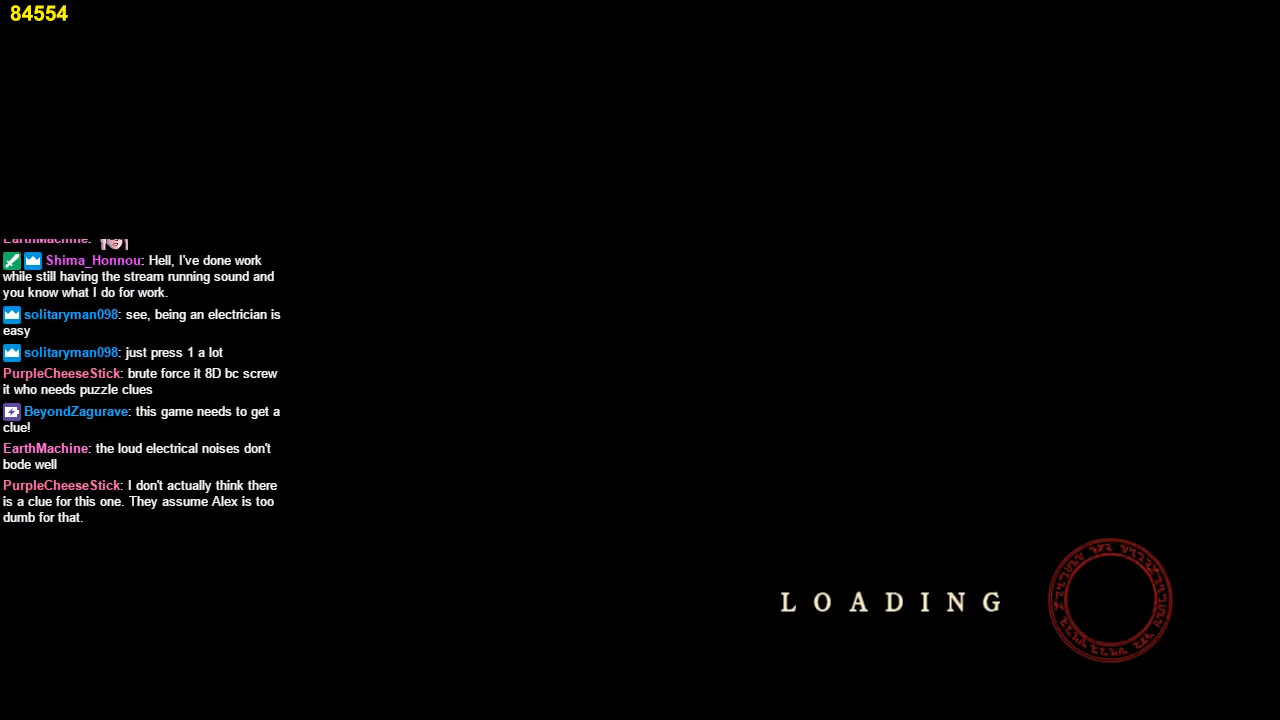 84554
EarthMachine:
Shima_Honnou: Hell, I've done work
while still having the stream running sound and
you know what I do for work.
solitaryman098: see, being an electrician is
easy
solitaryman098: just press 1 a lot
PurpleCheeseStick: brute force it 8D bc screw
it who needs puzzle clues
BeyondZagurave: this game needs to get a
clue!
EarthMachine: the loud electrical noises don't
bode well
PurpleCheeseStick: I don't actually think there
is a clue for this one. They assume Alex is too
dumb for that.
LOADING